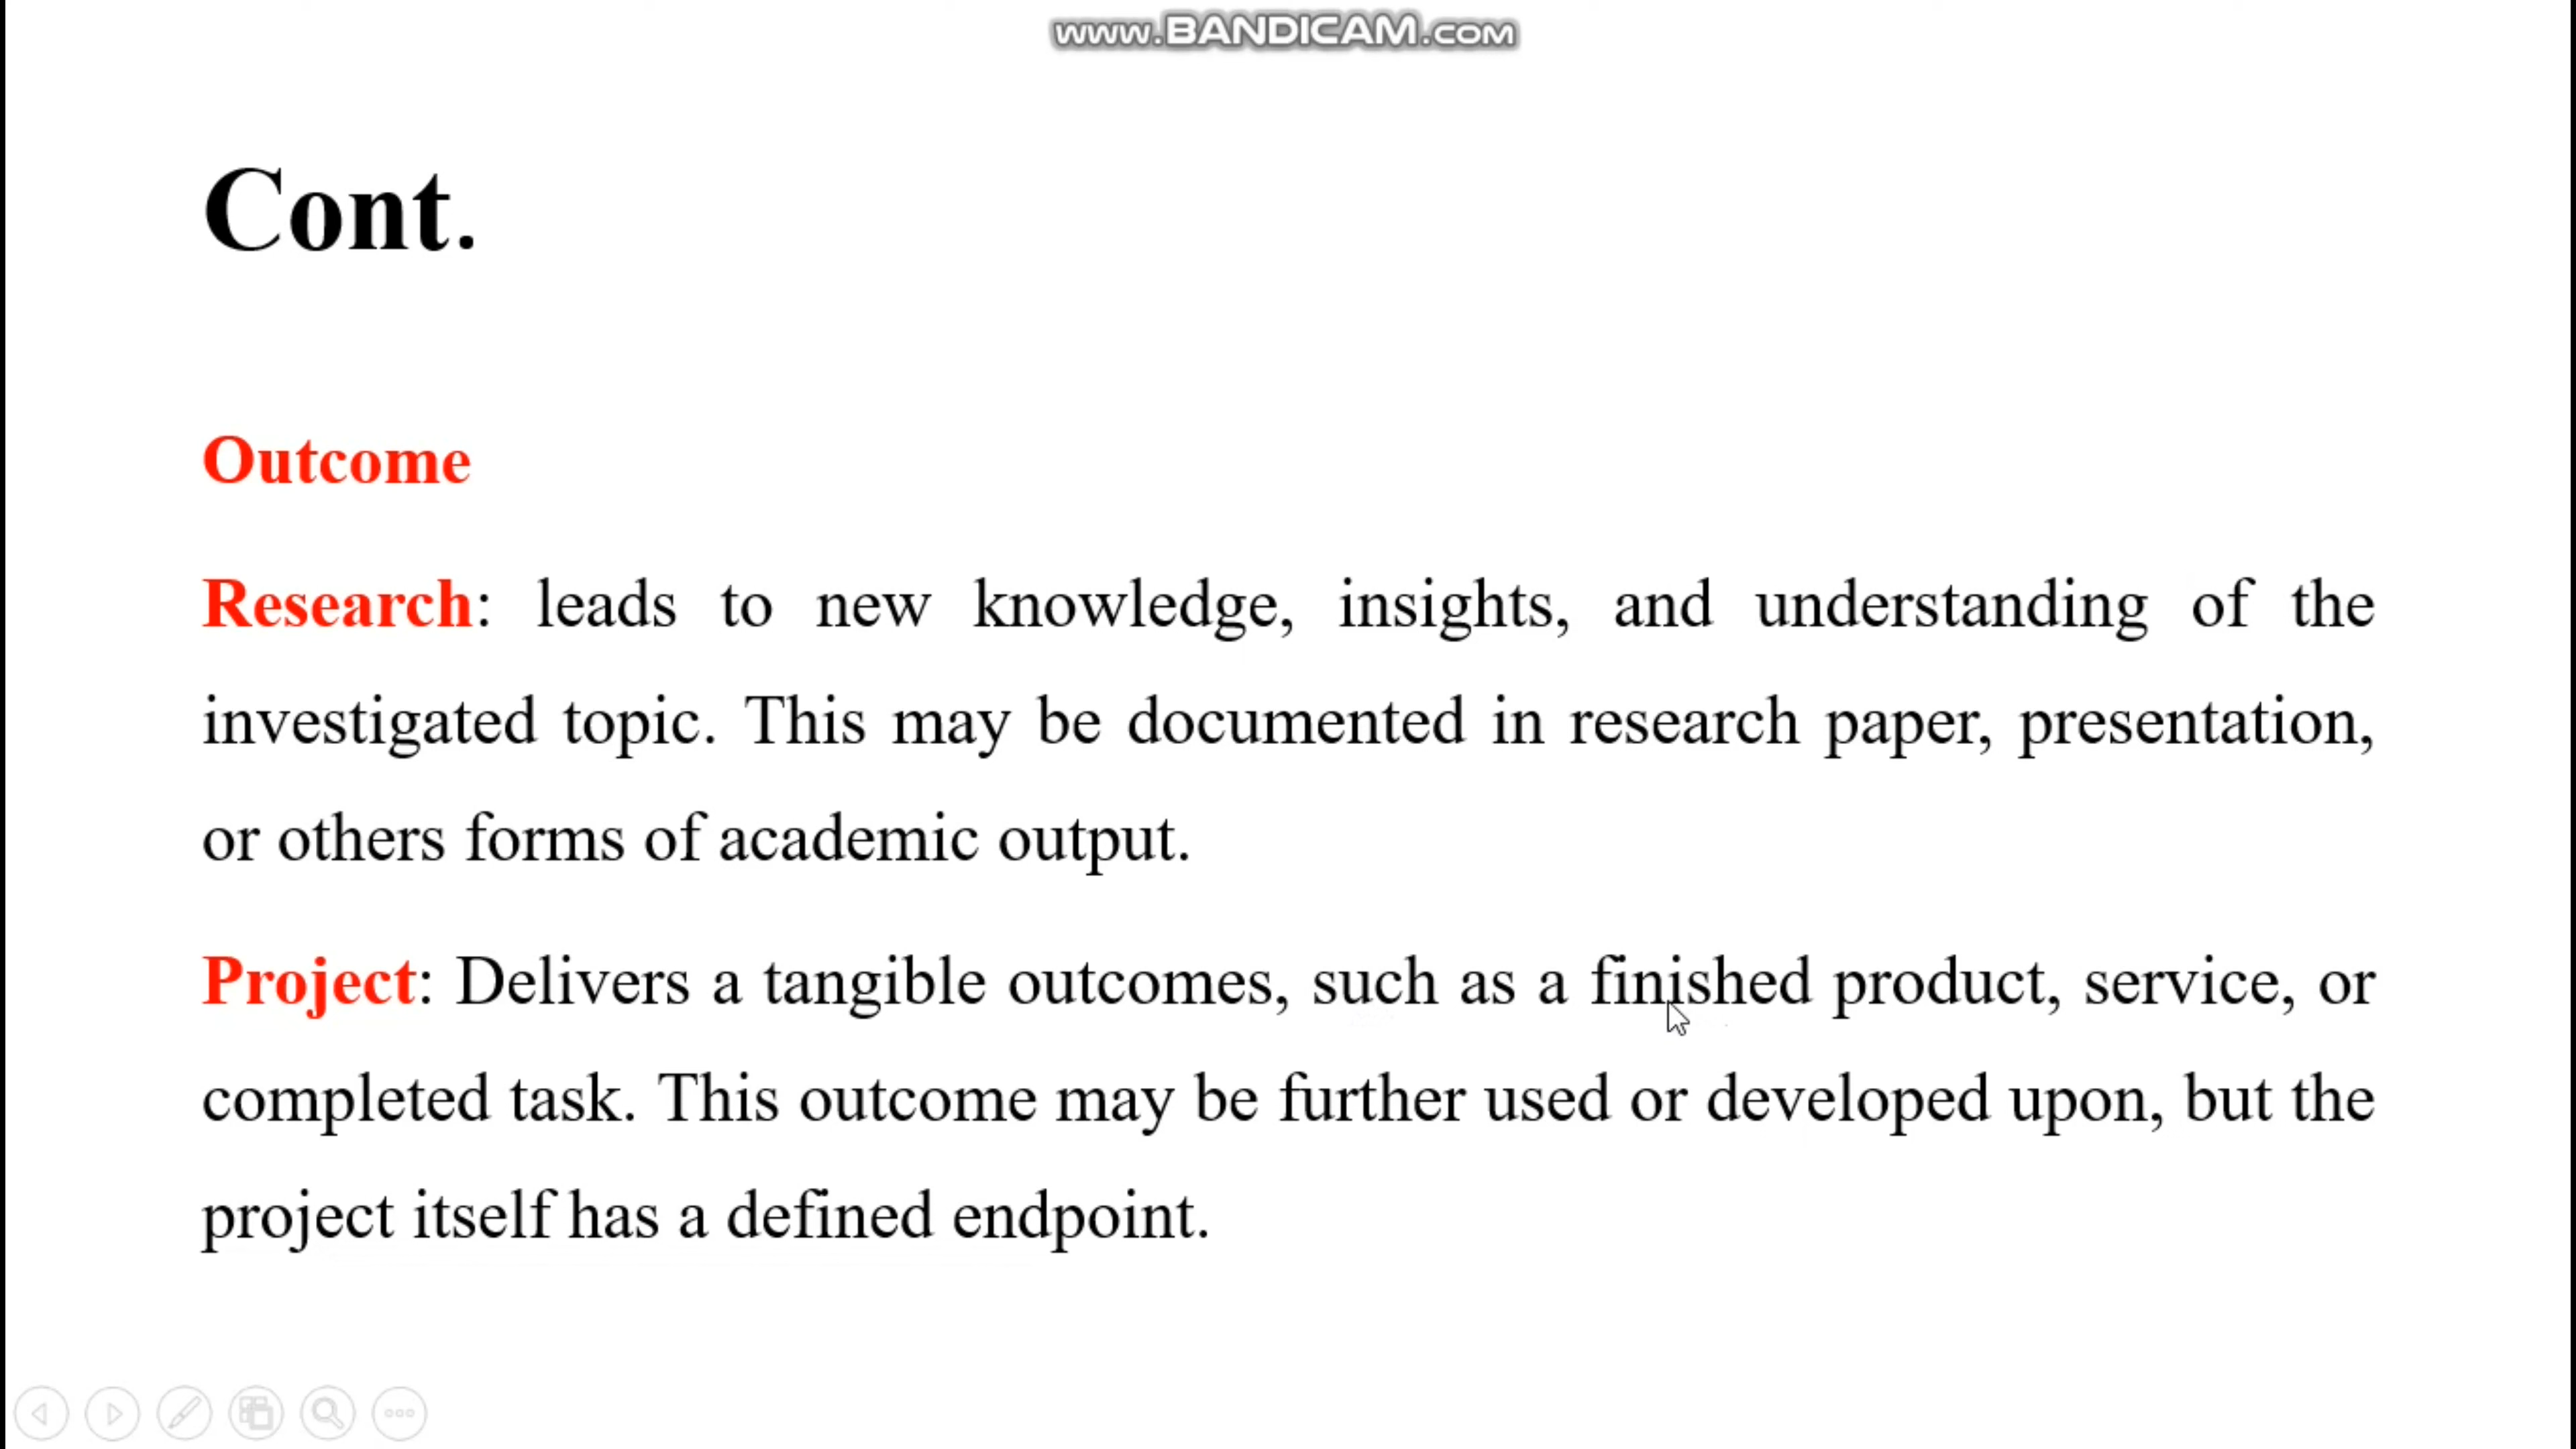 www.BANDICAM.com
Cont.
Outcome
Research: leads to new knowledge, insights, and understanding of the
investigated topic. This may be documented in research paper, presentation,
or others forms of academic output.
Project: Delivers a tangible outcomes, such as a finished product, service, or
completed task. This outcome may be further used or developed upon, but the
project itself has a defined endpoint.